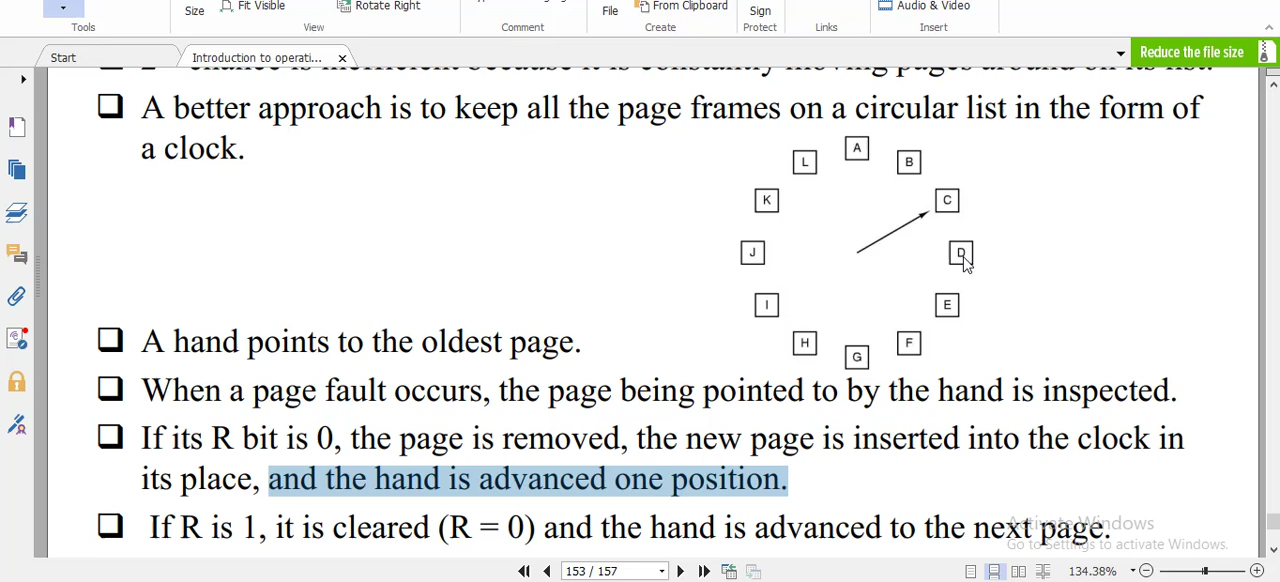 Size
Fit Visible
Rotate Right
File
From Clipboard
Sign
Audio & Video
Tools
View
Comment
Create
Protect
Links
Insert
Start
Introduction to operati...
Reduce the file size
A better approach is to keep all the page frames on a circular list in the form of
a clock.
A
L
B
K
C
J
D
I
E
H
F
G
A hand points to the oldest page.
When a page fault occurs, the page being pointed to by the hand is inspected.
If its R bit is 0, the page is removed, the new page is inserted into the clock in
its place, and the hand is advanced one position.
If R is 1, it is cleared (R = 0) and the hand is advanced to the next page.
Activate Windows
Go to Settings to activate Windows.
153 / 157
134.38%